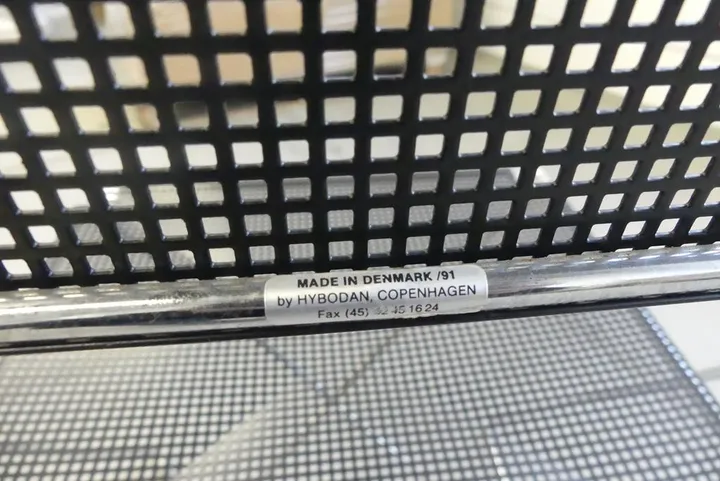 MADE IN DENMARK /91
by HYBODAN, COPENHAGEN
Fax (45) 45 16 24